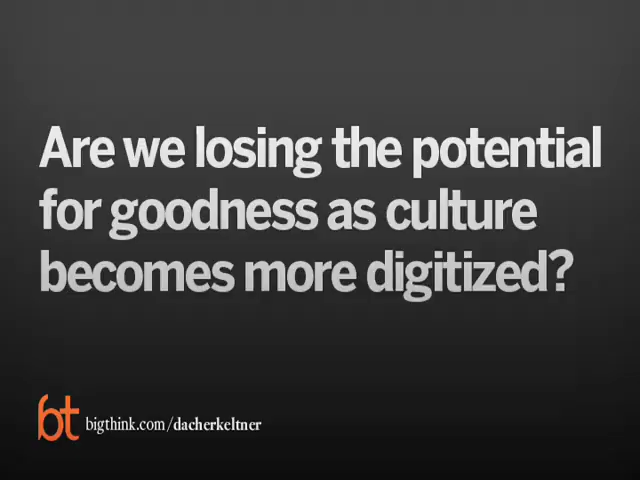 Are we losing the potential
for goodness as culture
becomes more digitized?
bt bigthink.com/dacherkeltner